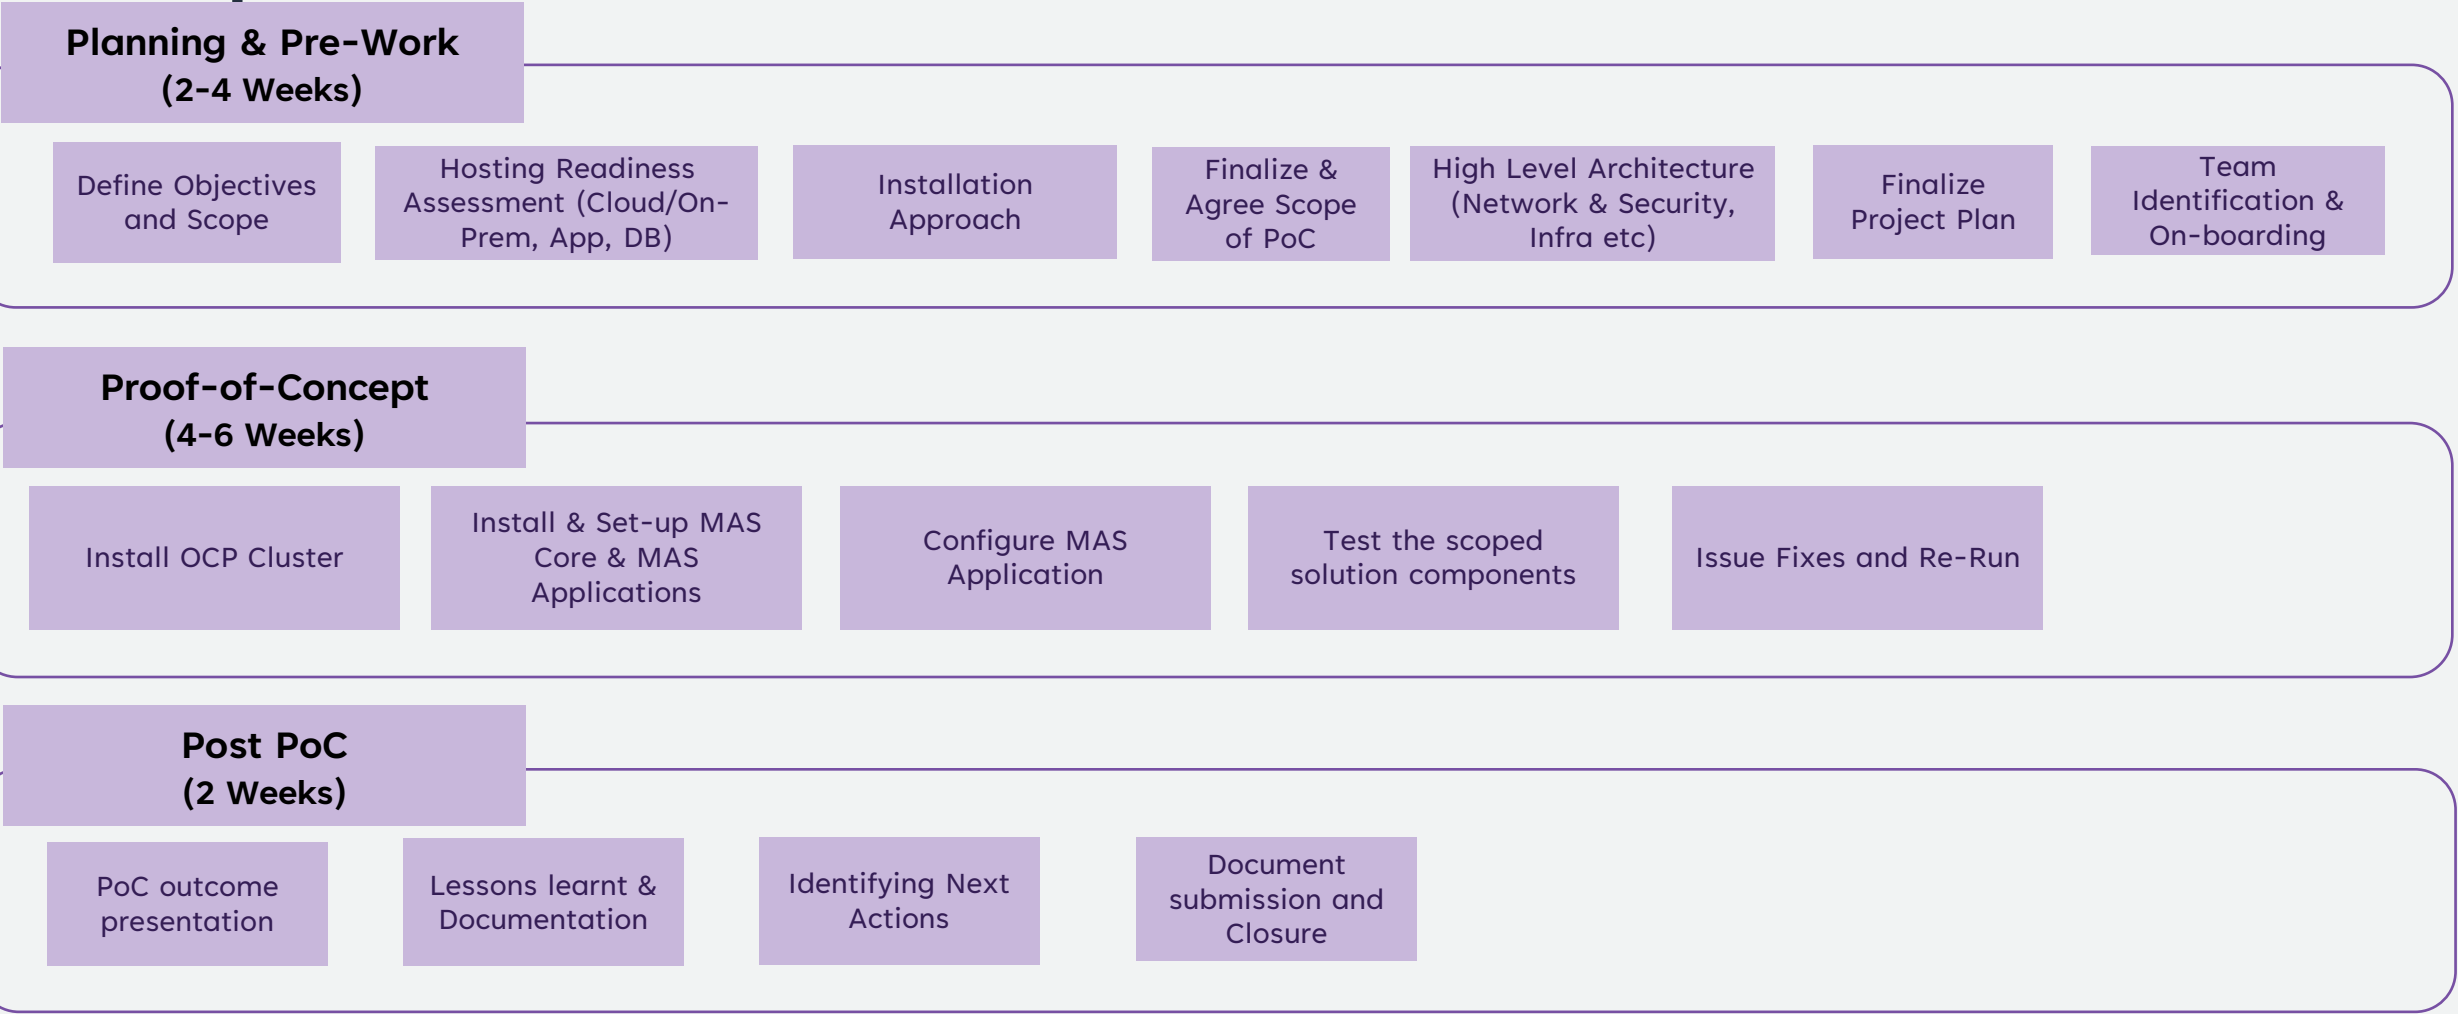 Planning & Pre-Work
(2-4 Weeks)
Define Objectives
and Scope
Hosting Readiness
Assessment (Cloud/On-
Prem, App, DB)
Installation
Approach
Finalize &
Agree Scope
of PoC
High Level Architecture
(Network & Security,
Infra etc)
Finalize
Project Plan
Team
Identification &
On-boarding
Proof-of-Concept
(4-6 Weeks)
Install OCP Cluster
Install & Set-up MAS
Core & MAS
Applications
Configure MAS
Application
Test the scoped
solution components
Issue Fixes and Re-Run
Post PoC
(2 Weeks)
PoC outcome
presentation
Lessons learnt &
Documentation
Identifying Next
Actions
Document
submission and
Closure